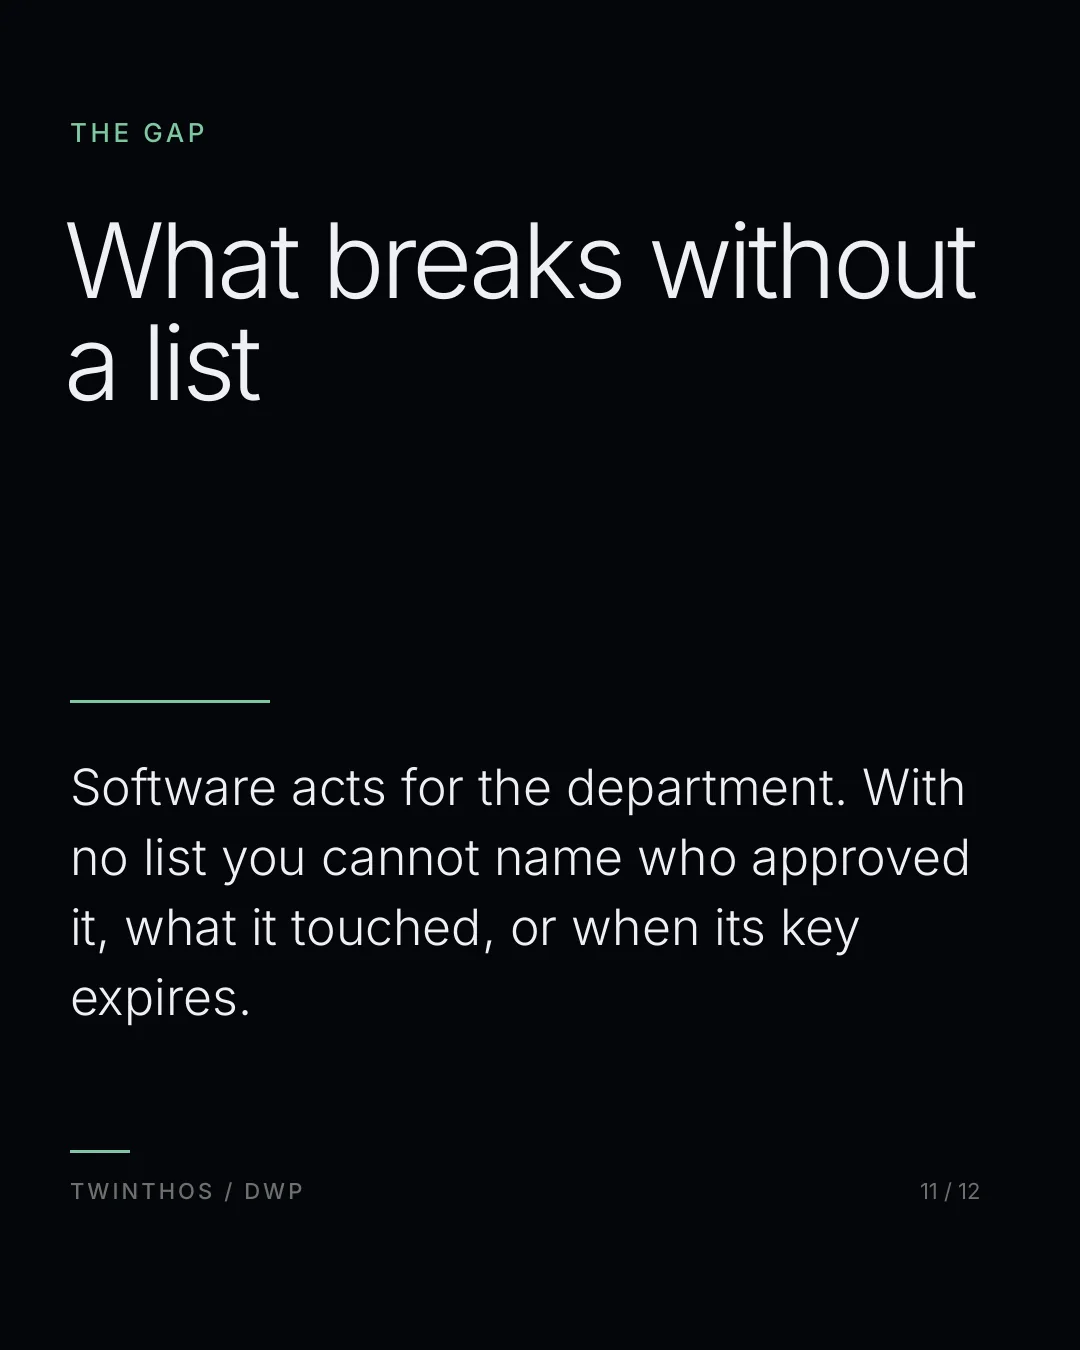 THE GAP
What breaks without
a list
Software acts for the department. With
no list you cannot name who approved
it, what it touched, or when its key
expires.
TWINTHOS / DWP
11 / 12